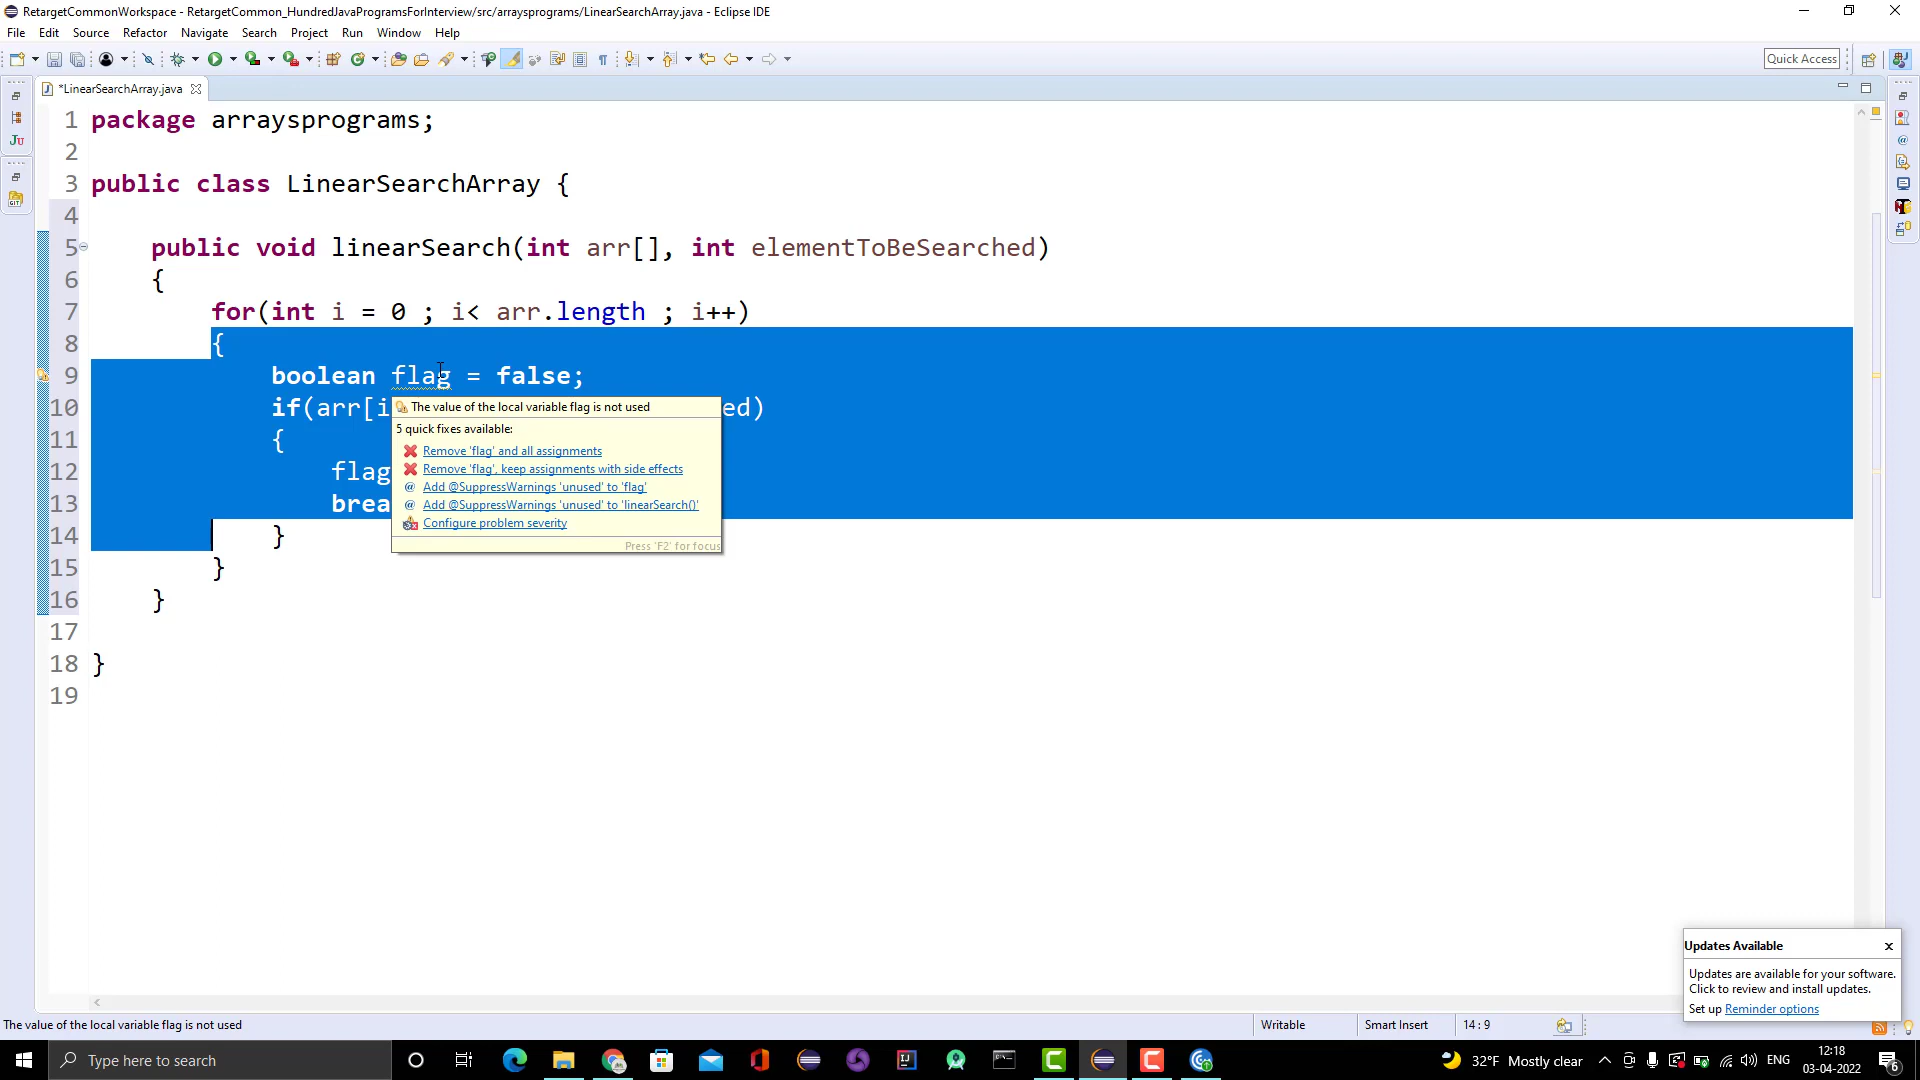 RetargetCommonWorkspace - RetargetCommon_HundredJavaProgramsForInterview/src/arraysprograms/LinearSearchArray.java - Eclipse IDE
File Edit Source Refactor Navigate Search Project Run Window Help
Quick Access
*LinearSearchArray.java
1 package arraysprograms;
2
3 public class LinearSearchArray {
4
5 public void linearSearch(int arr[], int elementToBeSearched)
6 {
7 for(int i = 0 ; i< arr.length ; i++)
8 {
9 boolean flag = false;
10 if(arr[i ed)
11 {
12 flag
13 brea
14 }
15 }
16 }
17
18 }
19
The value of the local variable flag is not used
5 quick fixes available:
Remove 'flag' and all assignments
Remove 'flag', keep assignments with side effects
@ Add @SuppressWarnings 'unused' to 'flag'
@ Add @SuppressWarnings 'unused' to 'linearSearch()'
Configure problem severity
Press 'F2' for focus
Updates Available x
Updates are available for your software.
Click to review and install updates.
Set up Reminder options
The value of the local variable flag is not used
Writable
Smart Insert
14 : 9
Type here to search
32°F Mostly clear
ENG
12:18
03-04-2022
6